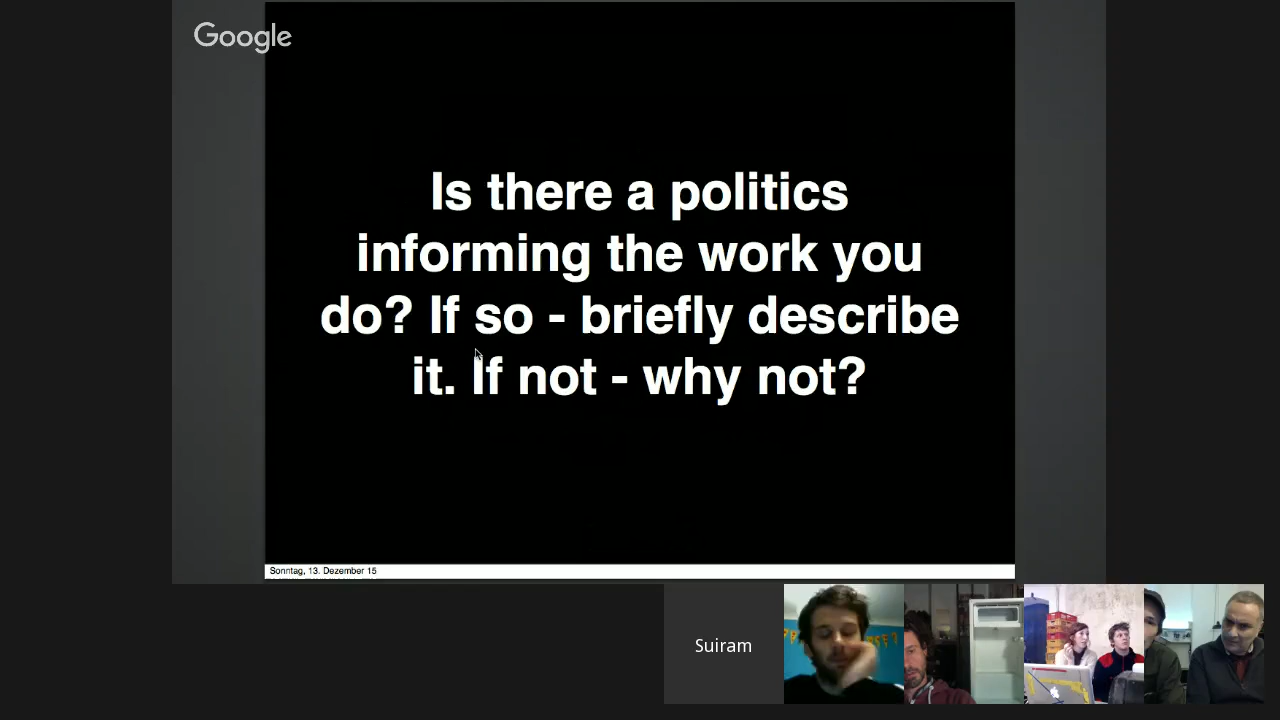 Google
Is there a politics
informing the work you
do? If so - briefly describe
it. If not - why not?
Sonntag, 13. Dezember 15
Suiram